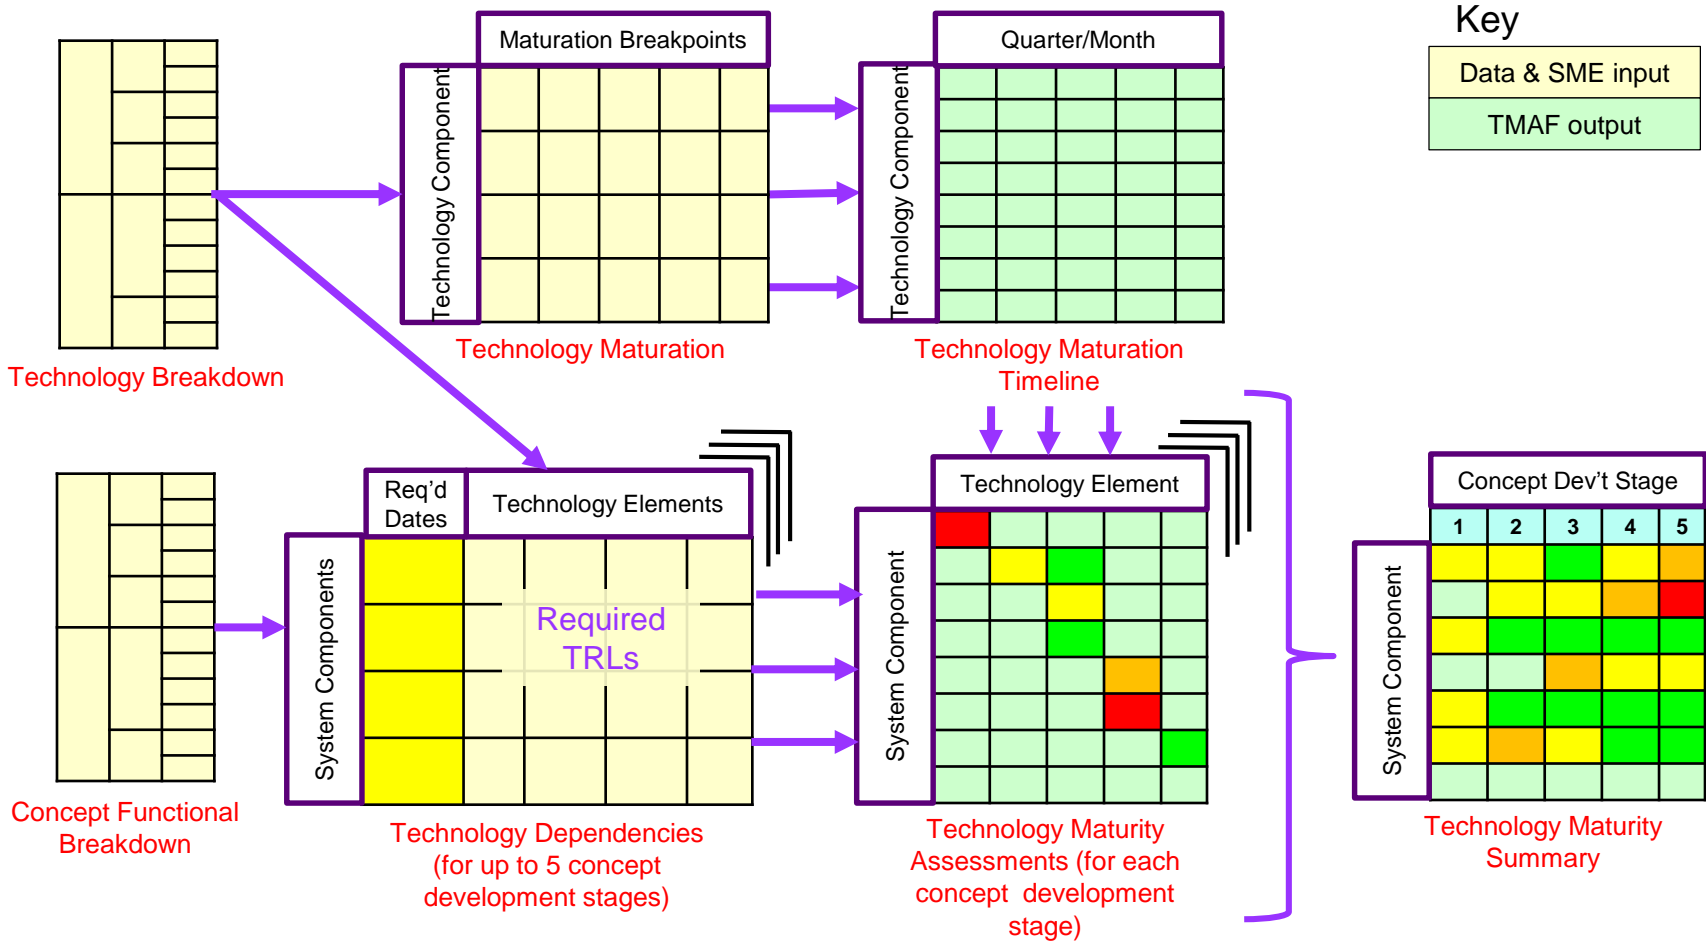 Key
Data & SME input
TMAF output
Maturation Breakpoints
Technology Component
Technology Maturation
Quarter/Month
Technology Component
Technology Maturation
Timeline
Technology Breakdown
Req'd
Dates
Technology Elements
System Components
Required
TRLs
Concept Functional
Breakdown
Technology Dependencies
(for up to 5 concept
development stages)
Technology Element
System Component
Technology Maturity
Assessments (for each
concept development
stage)
Concept Dev't Stage
1 2 3 4 5
System Component
Technology Maturity
Summary